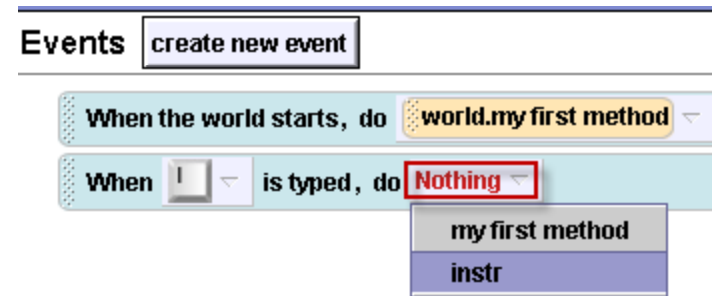 Events create new event
When the world starts, do world.my first method
When I is typed, do Nothing
my first method
instr